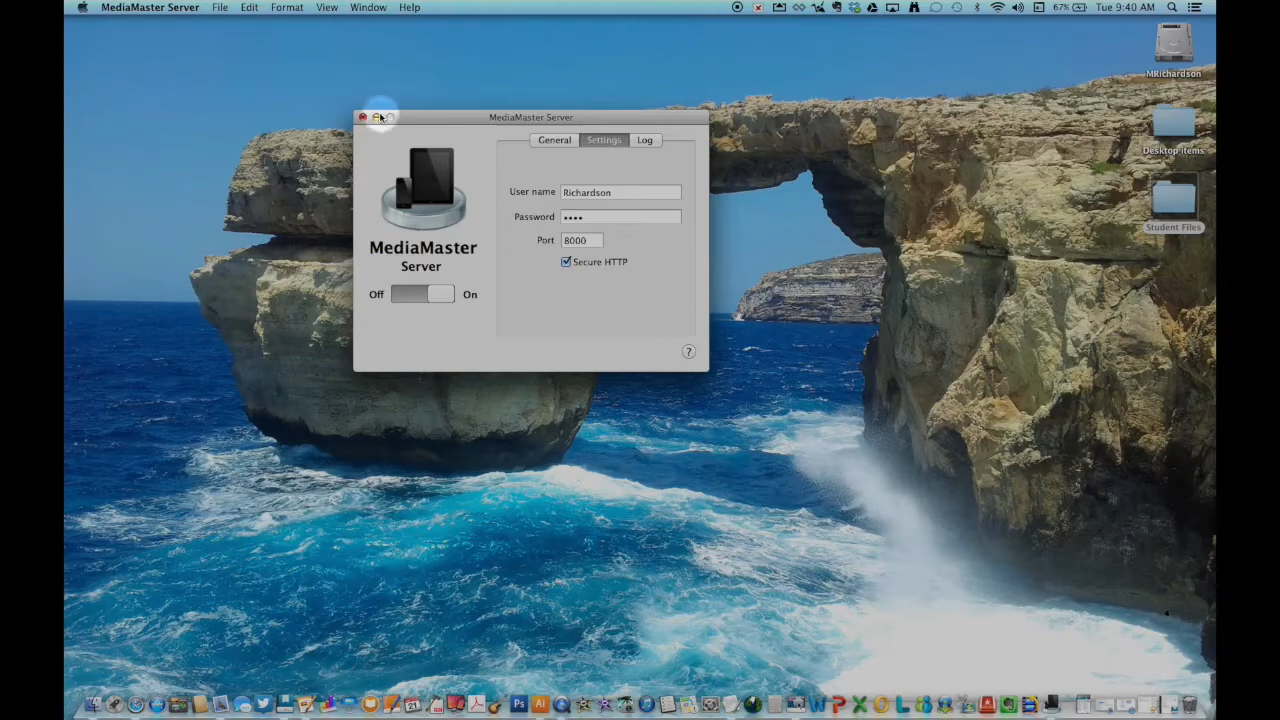 MediaMaster Server File Edit Format View Window Help 67% Tue 9:40 AM
MRichardson
Desktop items
Student Files
MediaMaster Server
General Settings Log
User name Richardson
Password ••••
Port 8000
Secure HTTP
MediaMaster
Server
Off On
?